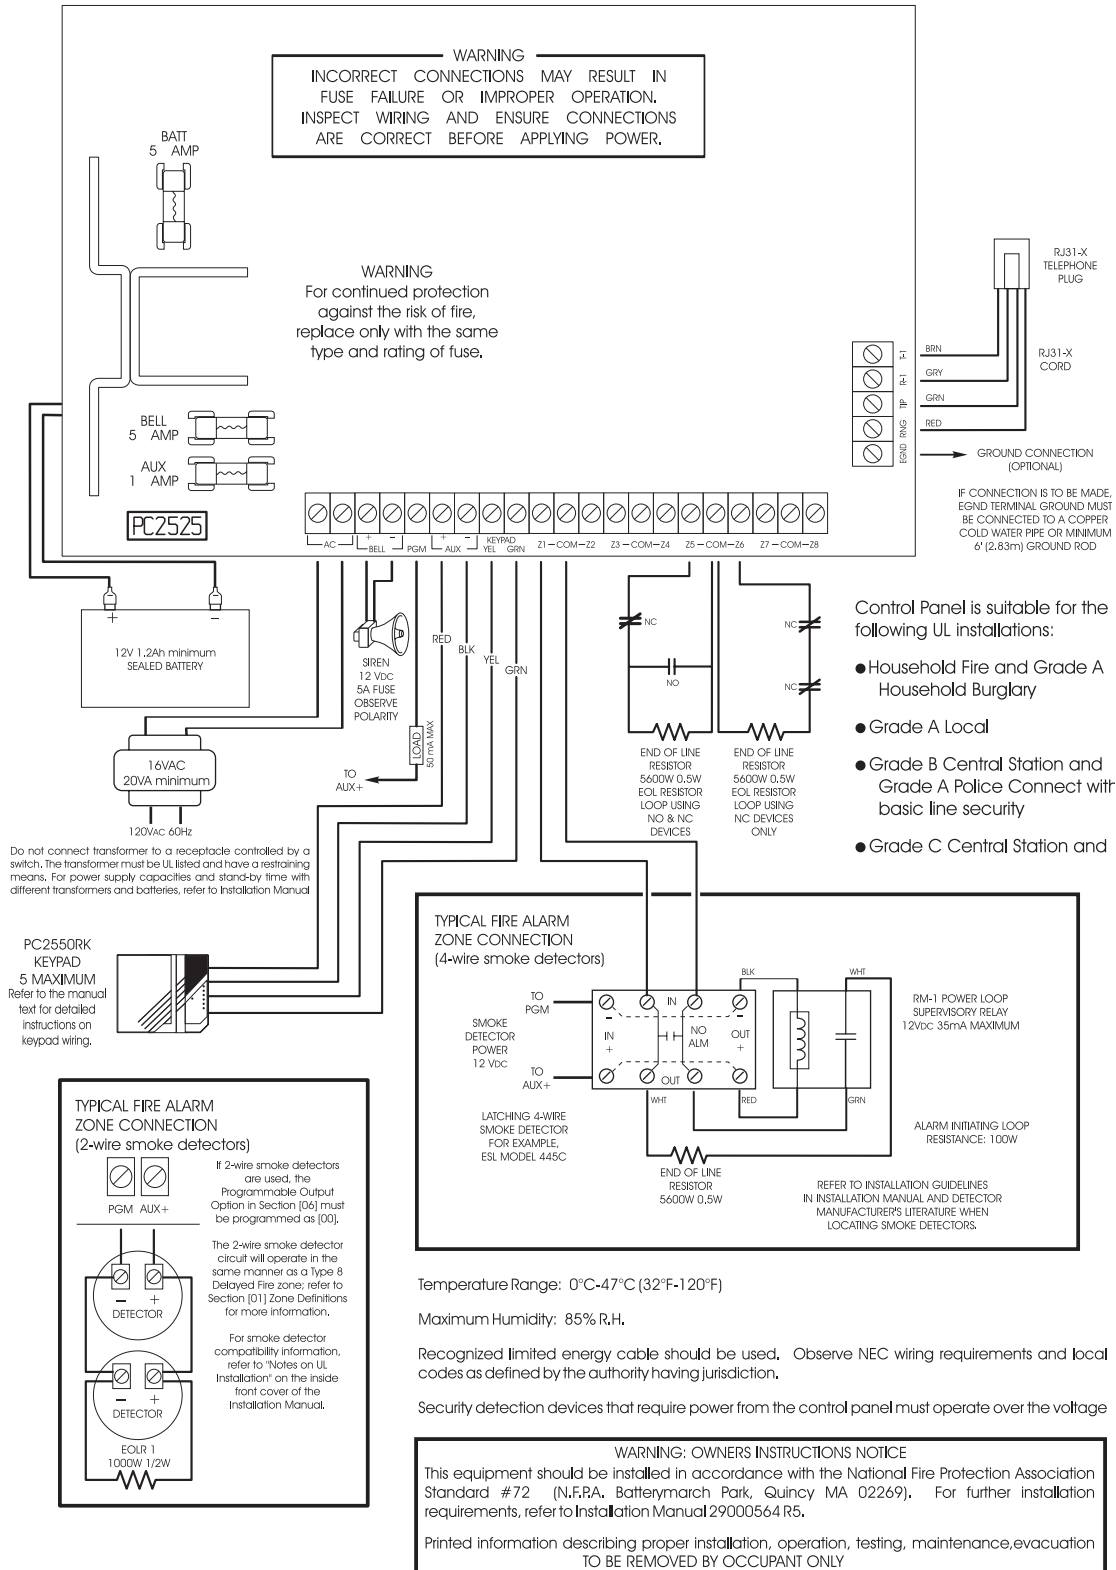 WARNING
INCORRECT CONNECTIONS MAY RESULT IN
FUSE FAILURE OR IMPROPER OPERATION.
INSPECT WIRING AND ENSURE CONNECTIONS
ARE CORRECT BEFORE APPLYING POWER.
BATT
5 AMP
WARNING
For continued protection
against the risk of fire,
replace only with the same
type and rating of fuse.
RJ31-X
TELEPHONE
PLUG
T-1
BRN
RJ31-X
CORD
R-1
GRY
TIP
GRN
RNG
RED
EGND
GROUND CONNECTION
(OPTIONAL)
IF CONNECTION IS TO BE MADE,
EGND TERMINAL GROUND MUST
BE CONNECTED TO A COPPER
COLD WATER PIPE OR MINIMUM
6' (2.83m) GROUND ROD
BELL
5 AMP
AUX
1 AMP
PC2525
AC
+ BELL -
PGM
+ AUX -
KEYPAD
YEL GRN
Z1-COM-Z2
Z3-COM-Z4
Z5-COM-Z6
Z7-COM-Z8
+ -
12V 1.2Ah minimum
SEALED BATTERY
16VAC
20VA minimum
120VAC 60Hz
Do not connect transformer to a receptacle controlled by a
switch. The transformer must be UL listed and have a restraining
means. For power supply capacities and stand-by time with
different transformers and batteries, refer to Installation Manual
SIREN
12 VDC
5A FUSE
OBSERVE
POLARITY
LOAD
50 mA MAX
TO
AUX+
RED
BLK
YEL
GRN
NC
NO
NC
NC
END OF LINE
RESISTOR
5600W 0.5W
EOL RESISTOR
LOOP USING
NO & NC
DEVICES
END OF LINE
RESISTOR
5600W 0.5W
EOL RESISTOR
LOOP USING
NC DEVICES
ONLY
Control Panel is suitable for the
following UL installations:
● Household Fire and Grade A
Household Burglary
● Grade A Local
● Grade B Central Station and
Grade A Police Connect with
basic line security
● Grade C Central Station and
PC2550RK
KEYPAD
5 MAXIMUM
Refer to the manual
text for detailed
instructions on
keypad wiring.
TYPICAL FIRE ALARM
ZONE CONNECTION
(4-wire smoke detectors)
TO
PGM
SMOKE
DETECTOR
POWER
12 VDC
TO
AUX+
- IN -
IN
+
NO
ALM
OUT
+
OUT
BLK
WHT
WHT
RED
GRN
RM-1 POWER LOOP
SUPERVISORY RELAY
12VDC 35mA MAXIMUM
LATCHING 4-WIRE
SMOKE DETECTOR
FOR EXAMPLE,
ESL MODEL 445C
END OF LINE
RESISTOR
5600W 0.5W
ALARM INITIATING LOOP
RESISTANCE: 100W
REFER TO INSTALLATION GUIDELINES
IN INSTALLATION MANUAL AND DETECTOR
MANUFACTURER'S LITERATURE WHEN
LOCATING SMOKE DETECTORS.
TYPICAL FIRE ALARM
ZONE CONNECTION
(2-wire smoke detectors)
PGM AUX+
- +
DETECTOR
- +
DETECTOR
EOLR 1
1000W 1/2W
If 2-wire smoke detectors
are used, the
Programmable Output
Option in Section [06] must
be programmed as [00].
The 2-wire smoke detector
circuit will operate in the
same manner as a Type 8
Delayed Fire zone; refer to
Section [01] Zone Definitions
for more information.
For smoke detector
compatibility information,
refer to "Notes on UL
Installation" on the inside
front cover of the
Installation Manual.
Temperature Range: 0°C-47°C (32°F-120°F)
Maximum Humidity: 85% R.H.
Recognized limited energy cable should be used. Observe NEC wiring requirements and local
codes as defined by the authority having jurisdiction.
Security detection devices that require power from the control panel must operate over the voltage
WARNING: OWNERS INSTRUCTIONS NOTICE
This equipment should be installed in accordance with the National Fire Protection Association
Standard #72 (N.F.P.A. Batterymarch Park, Quincy MA 02269). For further installation
requirements, refer to Installation Manual 29000564 R5.
Printed information describing proper installation, operation, testing, maintenance,evacuation
TO BE REMOVED BY OCCUPANT ONLY